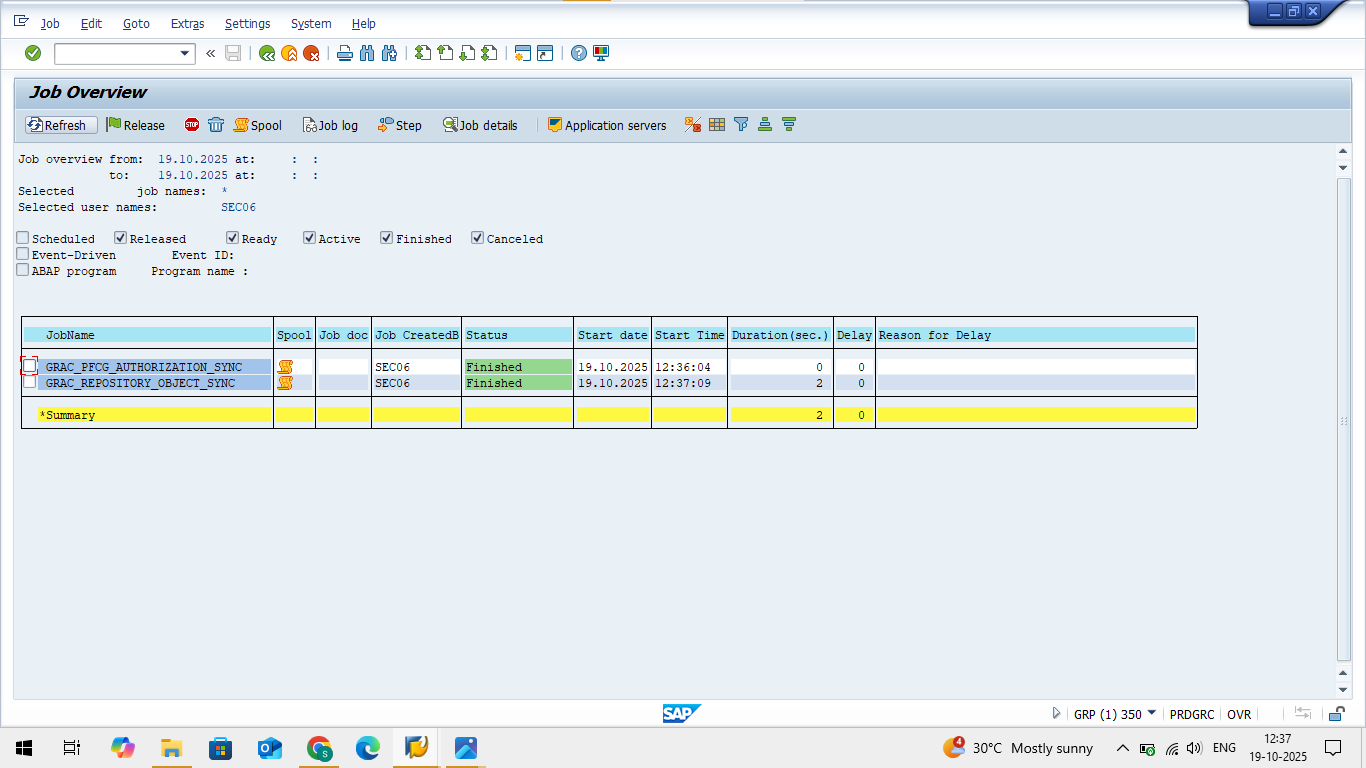 Job Edit Goto Extras Settings System Help
Job Overview
Refresh Release STOP Spool Job log Step Job details Application servers
Job overview from: 19.10.2025 at: : :
to: 19.10.2025 at: : :
Selected job names: *
Selected user names: SEC06
Scheduled Released Ready Active Finished Canceled
Event-Driven Event ID:
ABAP program Program name :
JobName Spool Job doc Job CreatedB Status Start date Start Time Duration(sec.) Delay Reason for Delay
GRAC_PFCG_AUTHORIZATION_SYNC SEC06 Finished 19.10.2025 12:36:04 0 0
GRAC_REPOSITORY_OBJECT_SYNC SEC06 Finished 19.10.2025 12:37:09 2 0
*Summary 2 0
SAP GRP (1) 350 PRDGRC OVR
4 30°C Mostly sunny ENG 12:37
19-10-2025